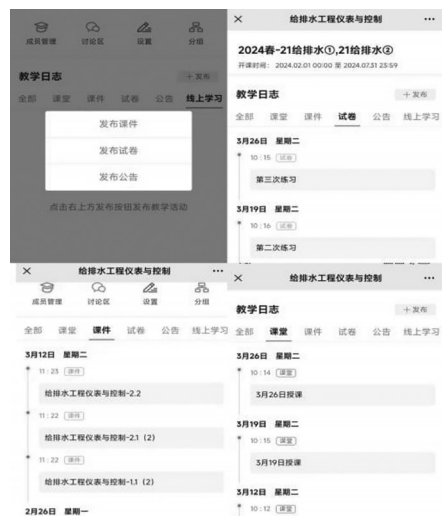 成员管理 讨论区 设置 分组
教学日志 +发布
全部 课堂 课件 试卷 公告 线上学习
发布课件
发布试卷
发布公告
点击右上方发布按钮发布教学活动
× 给排水工程仪表与控制 •••
2024春-21给排水①,21给排水②
开课时间: 2024.02.01 00:00 至 2024.07.31 23:59
教学日志 +发布
全部 课堂 课件 试卷 公告 线上学习
3月26日 星期二
10:15 试卷
第三次练习
3月19日 星期二
10:16 试卷
第二次练习
× 给排水工程仪表与控制 •••
成员管理 讨论区 设置 分组
全部 课堂 课件 试卷 公告 线上学习
3月12日 星期二
11:23 课件
给排水工程仪表与控制-2.2
11:22 课件
给排水工程仪表与控制-2.1 (2)
11:22 课件
给排水工程仪表与控制-1.1 (2)
2月26日 星期一
× 给排水工程仪表与控制 •••
教学日志 +发布
全部 课堂 课件 试卷 公告 线上学习
3月26日 星期二
10:14 课堂
3月26日授课
3月19日 星期二
10:15 课堂
3月19日授课
3月12日 星期二
10:12 课堂